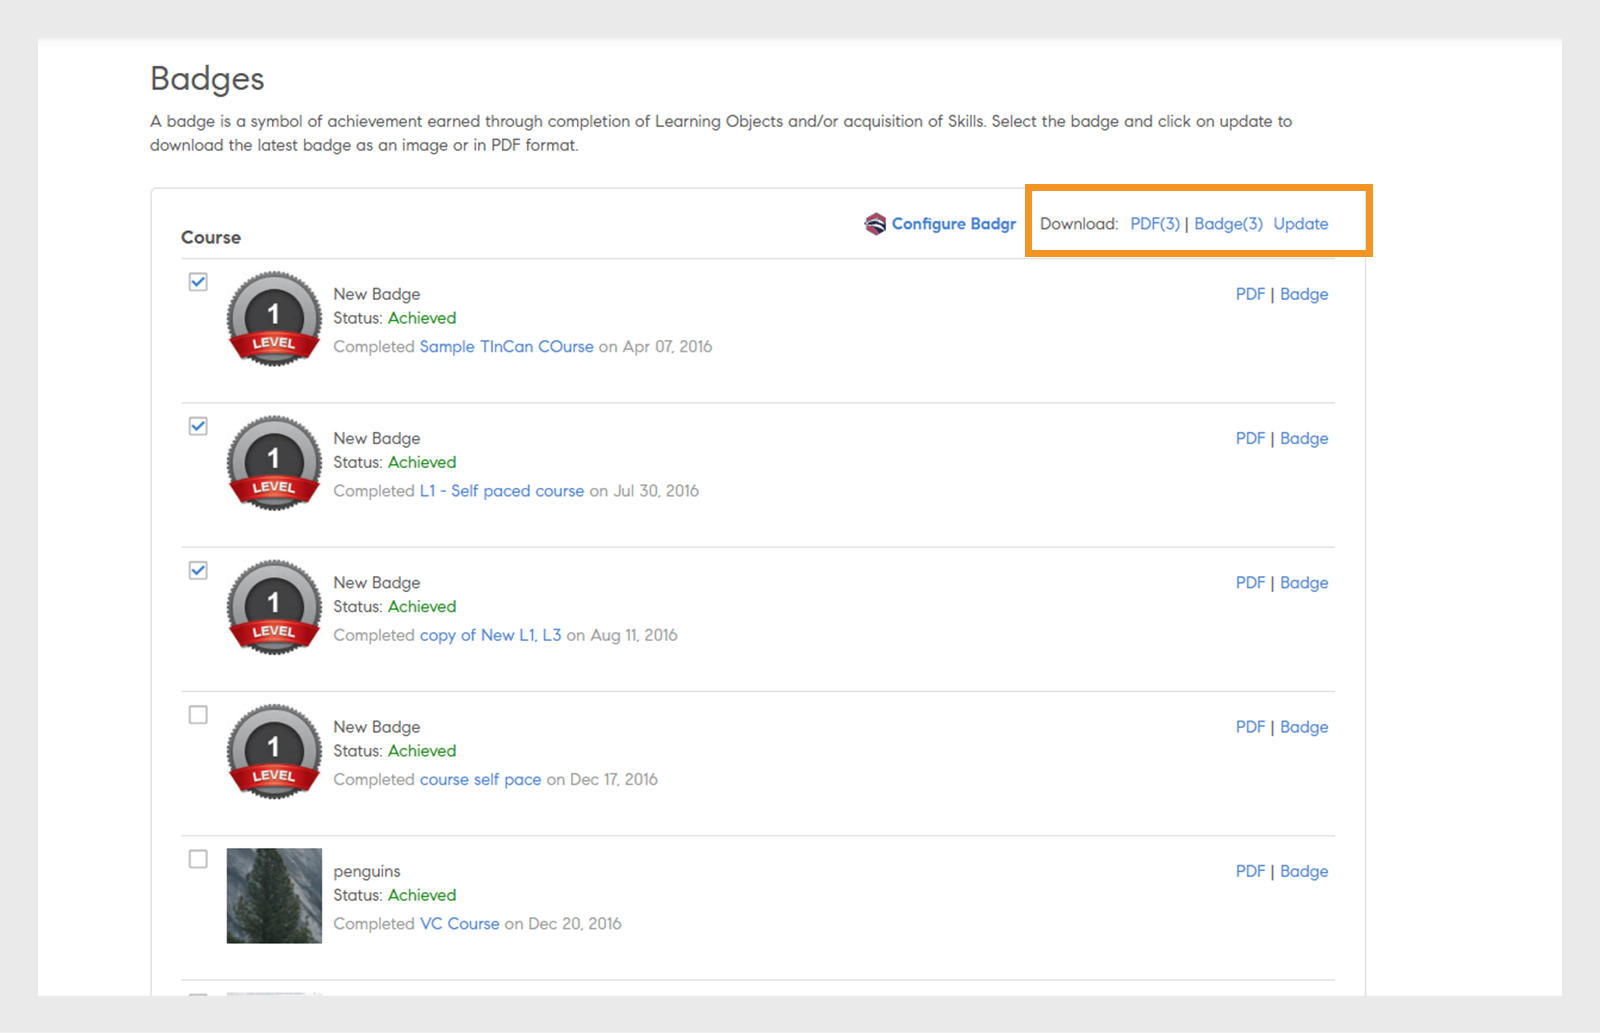 Badges
A badge is a symbol of achievement earned through completion of Learning Objects and/or acquisition of Skills. Select the badge and click on update to
download the latest badge as an image or in PDF format.
Course
Configure Badgr
Download: PDF(3) | Badge(3) Update
1
LEVEL
New Badge
Status: Achieved
Completed Sample TInCan COurse on Apr 07, 2016
PDF | Badge
1
LEVEL
New Badge
Status: Achieved
Completed L1 - Self paced course on Jul 30, 2016
PDF | Badge
1
LEVEL
New Badge
Status: Achieved
Completed copy of New L1, L3 on Aug 11, 2016
PDF | Badge
1
LEVEL
New Badge
Status: Achieved
Completed course self pace on Dec 17, 2016
PDF | Badge
penguins
Status: Achieved
Completed VC Course on Dec 20, 2016
PDF | Badge